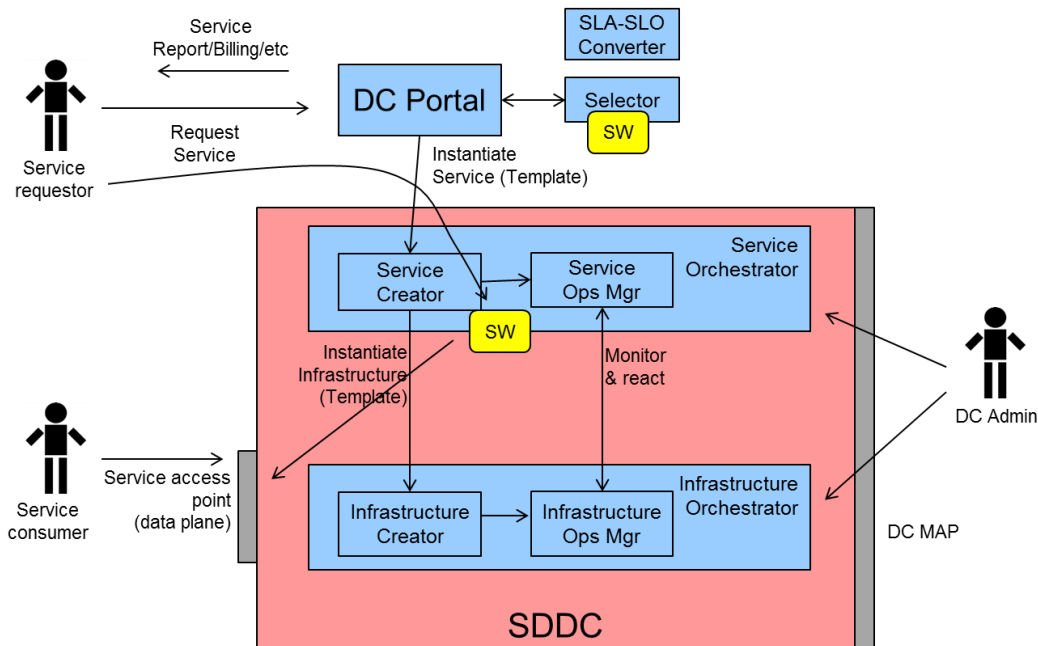 Service
Report/Billing/etc
SLA-SLO
Converter
DC Portal
Selector
SW
Request
Service
Service
requestor
Instantiate
Service (Template)
Service
Creator
Service
Ops Mgr
Service
Orchestrator
SW
Instantiate
Infrastructure
(Template)
Monitor
& react
DC Admin
Service access
point
(data plane)
Service
consumer
Infrastructure
Creator
Infrastructure
Ops Mgr
Infrastructure
Orchestrator
DC MAP
SDDC